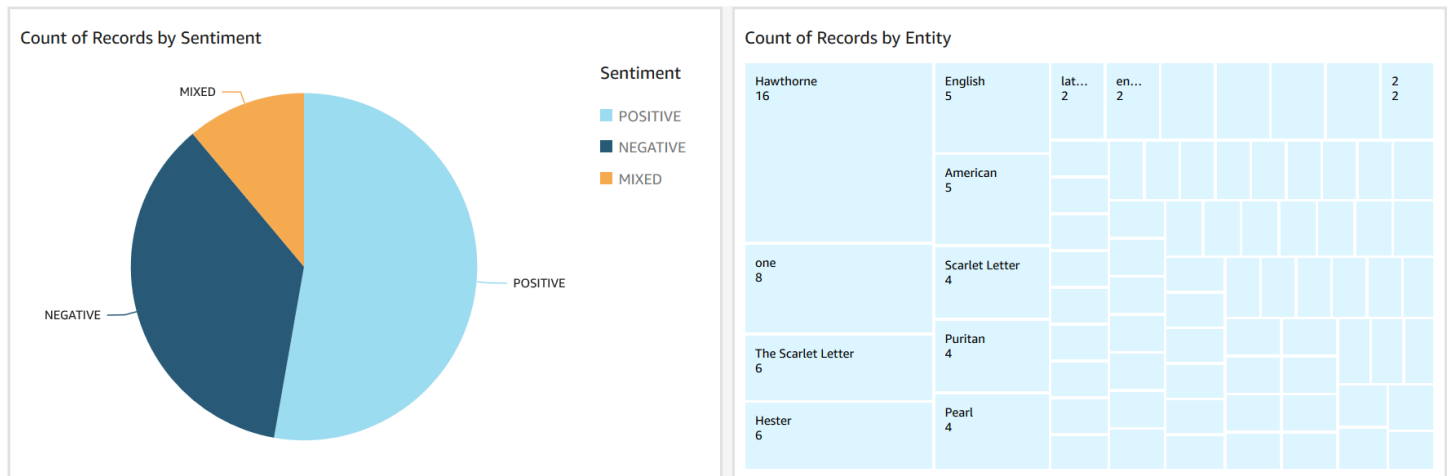 Count of Records by Sentiment
MIXED
POSITIVE
NEGATIVE
Sentiment
POSITIVE
NEGATIVE
MIXED
Count of Records by Entity
Hawthorne
16
one
8
The Scarlet Letter
6
Hester
6
English
5
American
5
Scarlet Letter
4
Puritan
4
Pearl
4
lat...
2
en...
2
2
2